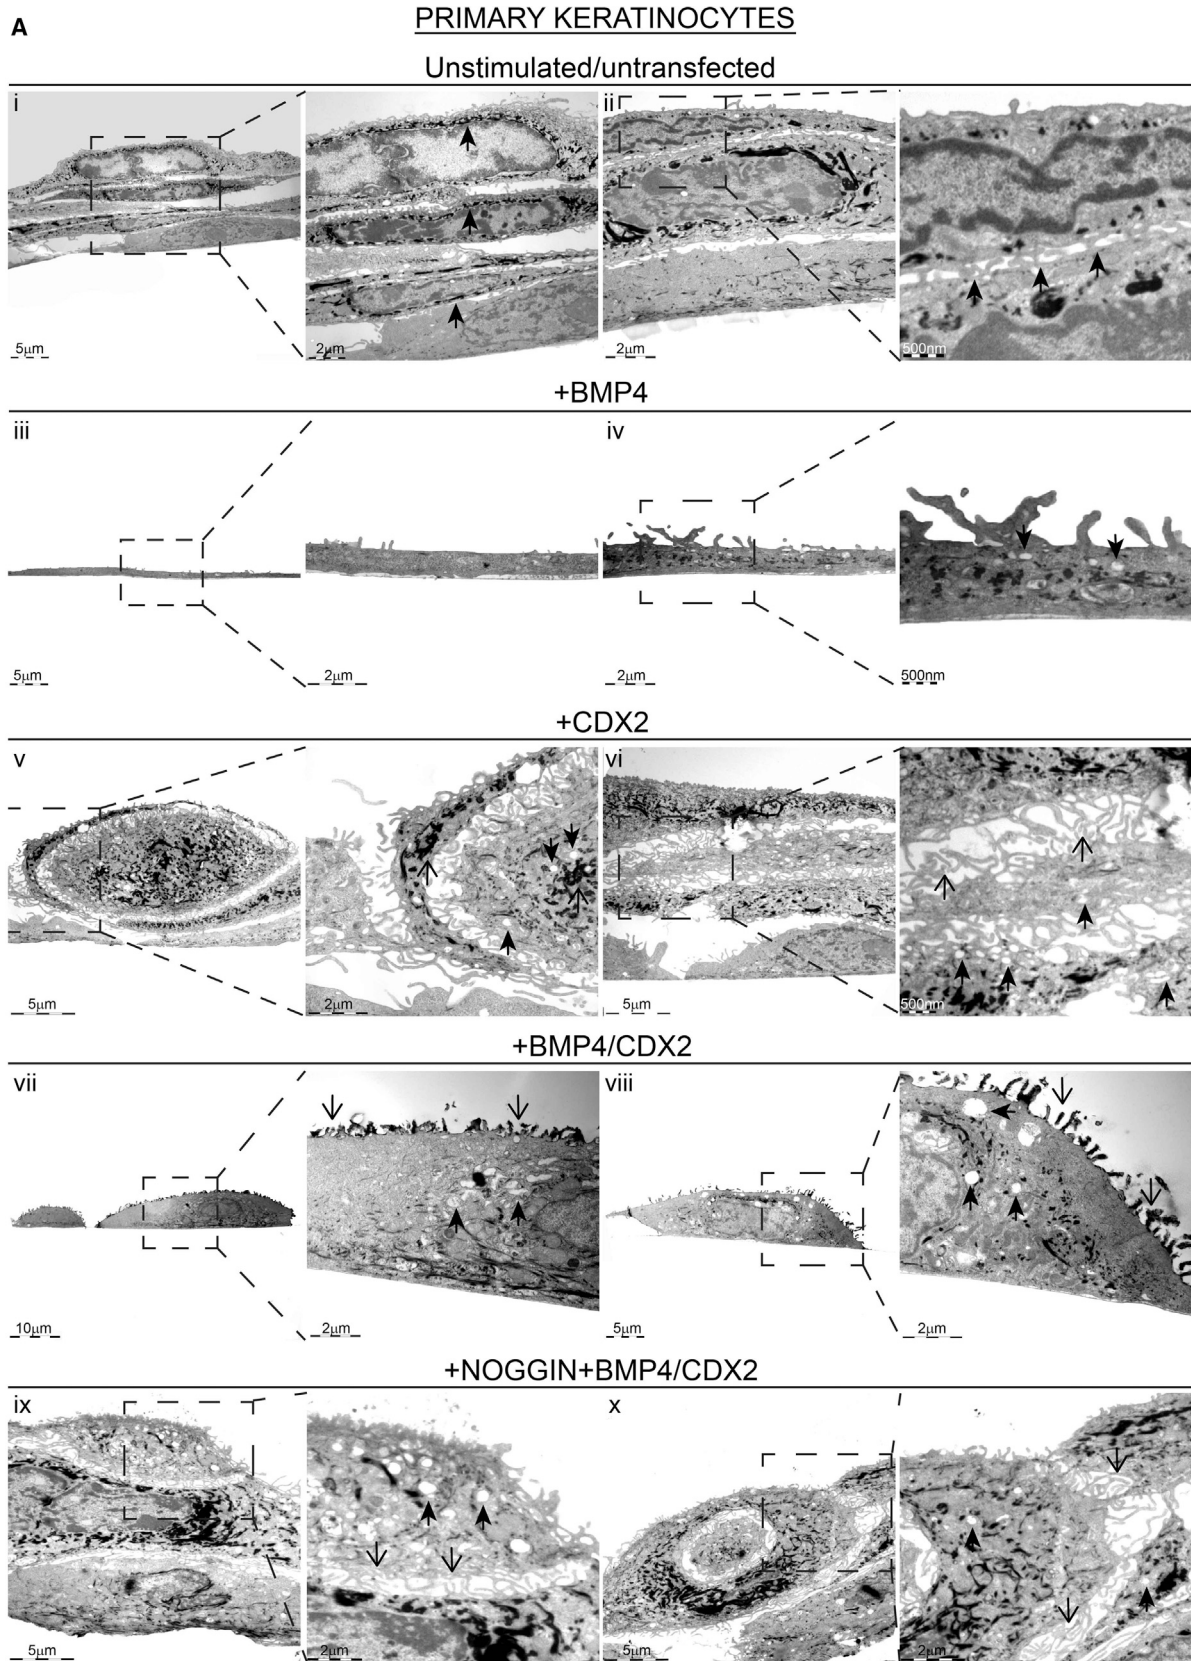 A
PRIMARY KERATINOCYTES
Unstimulated/untransfected
i
ii
5μm
2μm
2μm
500nm
+BMP4
iii
iv
5μm
2μm
2μm
500nm
+CDX2
v
vi
5μm
2μm
5μm
500nm
+BMP4/CDX2
vii
viii
10μm
2μm
5μm
2μm
+NOGGIN+BMP4/CDX2
ix
x
5μm
2μm
5μm
2μm